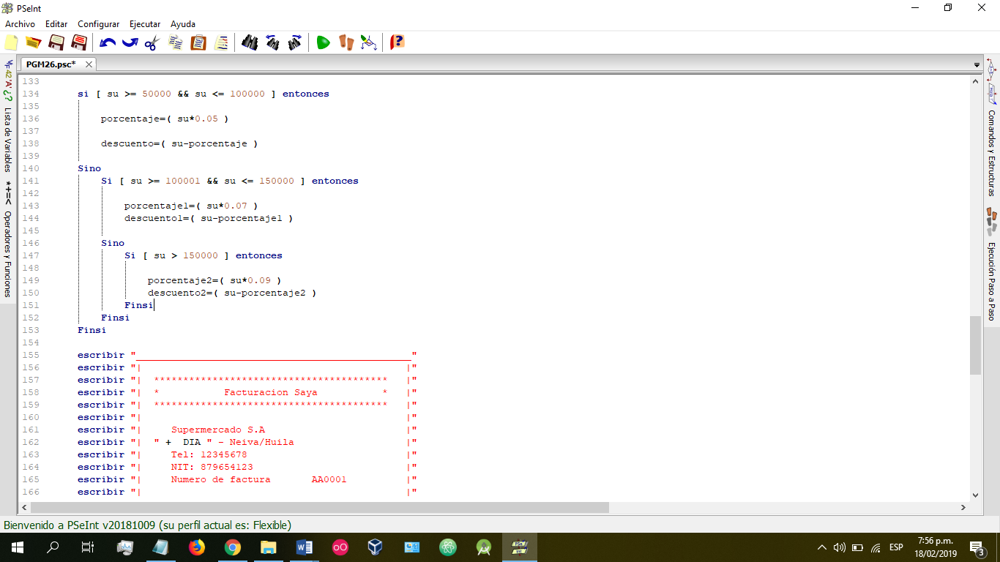 PSeInt
Archivo Editar Configurar Ejecutar Ayuda
PGM26.psc*
133
134 si [ su >= 50000 && su <= 100000 ] entonces
135
136 porcentaje=( su*0.05 )
137
138 descuento=( su-porcentaje )
139
140 Sino
141 Si [ su >= 100001 && su <= 150000 ] entonces
142
143 porcentaje1=( su*0.07 )
144 descuento1=( su-porcentaje1 )
145
146 Sino
147 Si [ su > 150000 ] entonces
148
149 porcentaje2=( su*0.09 )
150 descuento2=( su-porcentaje2 )
151 Finsi
152 Finsi
153 Finsi
154
155 escribir "_______________________________________________"
156 escribir "| |"
157 escribir "| **************************************** |"
158 escribir "| * Facturacion Saya * |"
159 escribir "| **************************************** |"
160 escribir "| |"
161 escribir "| Supermercado S.A |"
162 escribir "| " + DIA " - Neiva/Huila |"
163 escribir "| Tel: 12345678 |"
164 escribir "| NIT: 879654123 |"
165 escribir "| Numero de factura AA0001 |"
166 escribir "| |"
42 'A' ¿?
Lista de Variables
*+=<
Operadores y Funciones
Comandos y Estructuras
Ejecución Paso a Paso
Bienvenido a PSeInt v20181009 (su perfil actual es: Flexible)
ESP
7:56 p.m.
18/02/2019
3